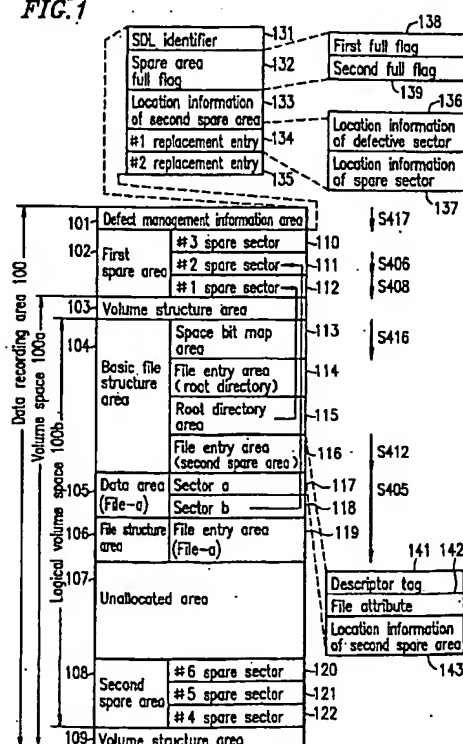 FIG. 1
SDL identifier
131
Spare area
full flag
132
Location information
of second spare area
133
#1 replacement entry
134
#2 replacement entry
135
138
First full flag
Second full flag
139
136
Location information
of defective sector
Location information
of spare sector
137
101
Defect management information area
S417
102
First
spare area
#3 spare sector
110
#2 spare sector
111
S406
#1 spare sector
112
S408
103
Volume structure area
104
Basic file
structure
area
Space bit map
area
113
S416
File entry area
(root directory)
114
Root directory
area
115
File entry area
(second spare area)
116
S412
105
Data area
(File-a)
Sector a
117
S405
Sector b
118
106
File structure
area
File entry area
(File-a)
119
107
Unallocated area
141
142
Descriptor tag
File attribute
Location information
of second spare area
143
108
Second
spare area
#6 spare sector
120
#5 spare sector
121
#4 spare sector
122
109
Volume structure area
Data recording area 100
Volume space 100a
Logical volume space 100b